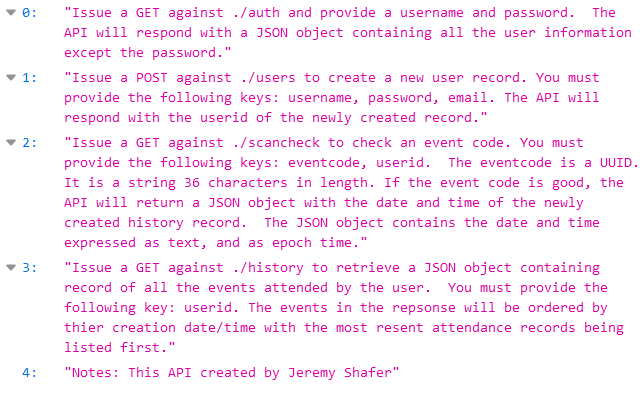 0: "Issue a GET against ./auth and provide a username and password.  The
API will respond with a JSON object containing all the user information
except the password."
1: "Issue a POST against ./users to create a new user record. You must
provide the following keys: username, password, email. The API will
respond with the userid of the newly created record."
2: "Issue a GET against ./scancheck to check an event code. You must
provide the following keys: eventcode, userid.  The eventcode is a UUID.
It is a string 36 characters in length. If the event code is good, the
API will return a JSON object with the date and time of the newly
created history record.  The JSON object contains the date and time
expressed as text, and as epoch time."
3: "Issue a GET against ./history to retrieve a JSON object containing
record of all the events attended by the user.  You must provide the
following key: userid. The events in the repsonse will be ordered by
thier creation date/time with the most resent attendance records being
listed first."
4: "Notes: This API created by Jeremy Shafer"